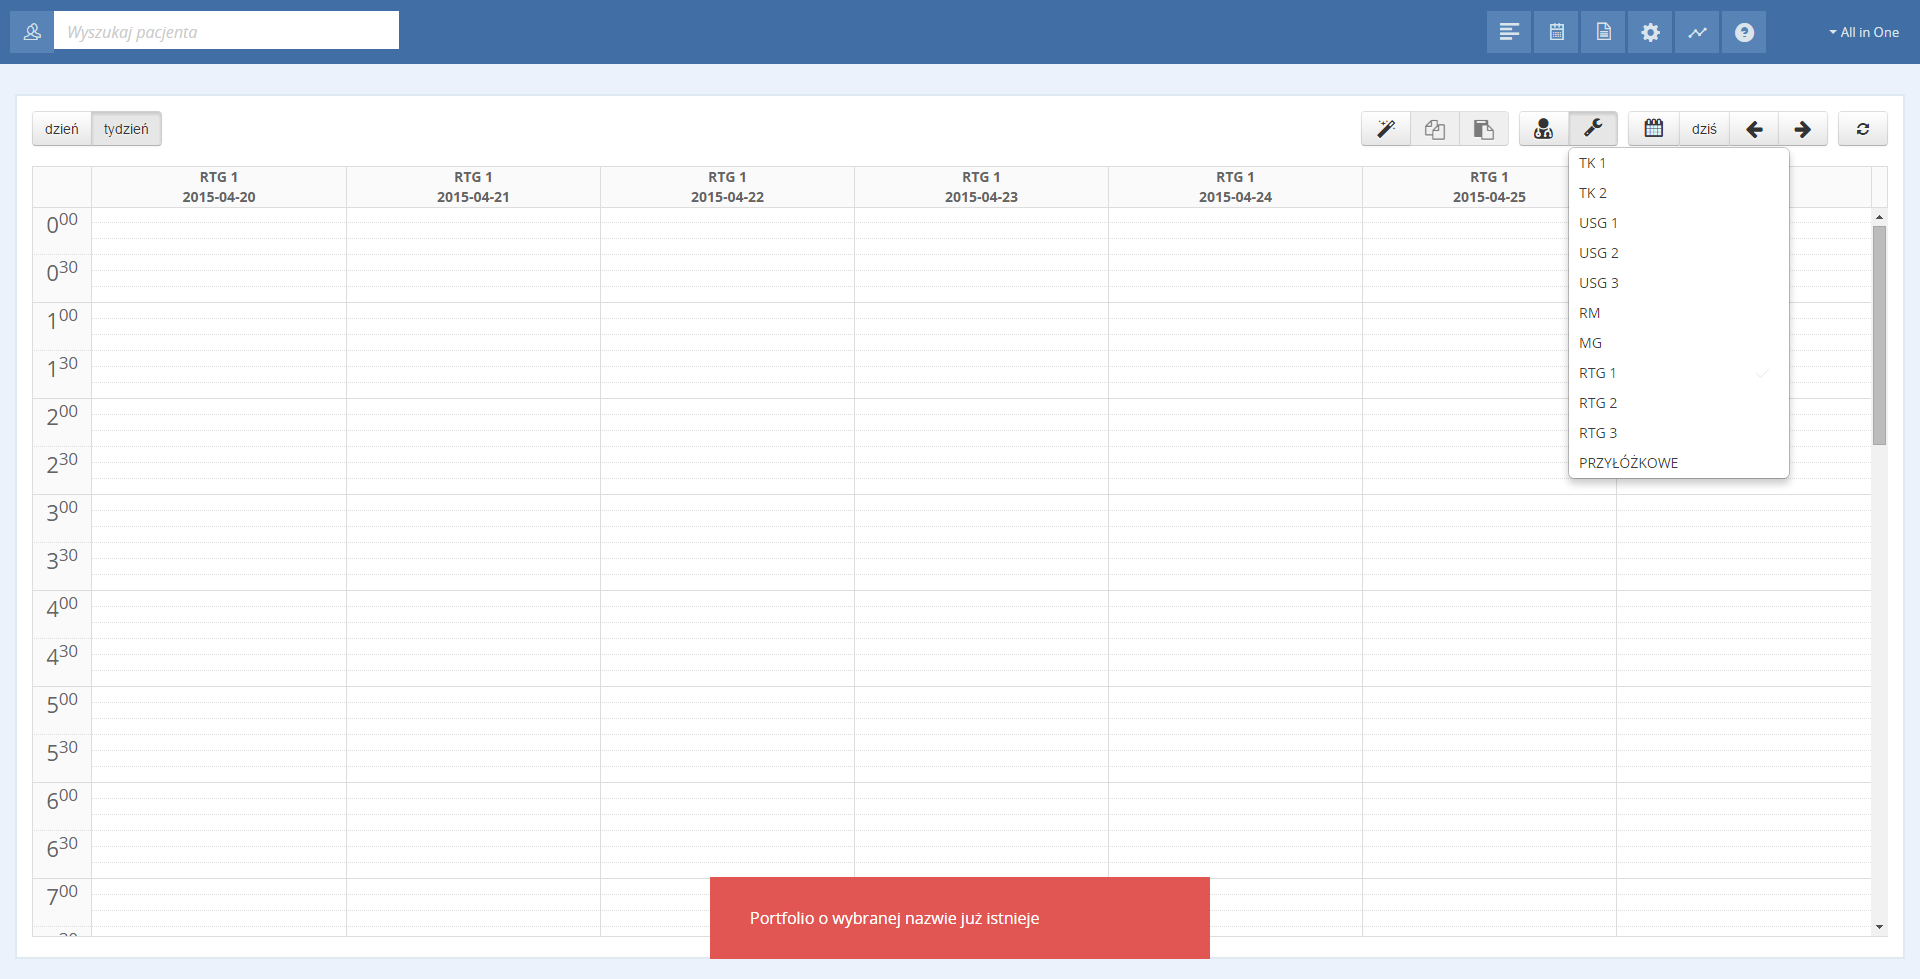 Wyszukaj pacjenta
All in One
dzień
tydzień
dziś
RTG 1
2015-04-20
RTG 1
2015-04-21
RTG 1
2015-04-22
RTG 1
2015-04-23
RTG 1
2015-04-24
RTG 1
2015-04-25
TK 1
TK 2
USG 1
USG 2
USG 3
RM
MG
RTG 1
RTG 2
RTG 3
PRZYŁÓŻKOWE
0 00
0 30
1 00
1 30
2 00
2 30
3 00
3 30
4 00
4 30
5 00
5 30
6 00
6 30
7 00
Portfolio o wybranej nazwie już istnieje